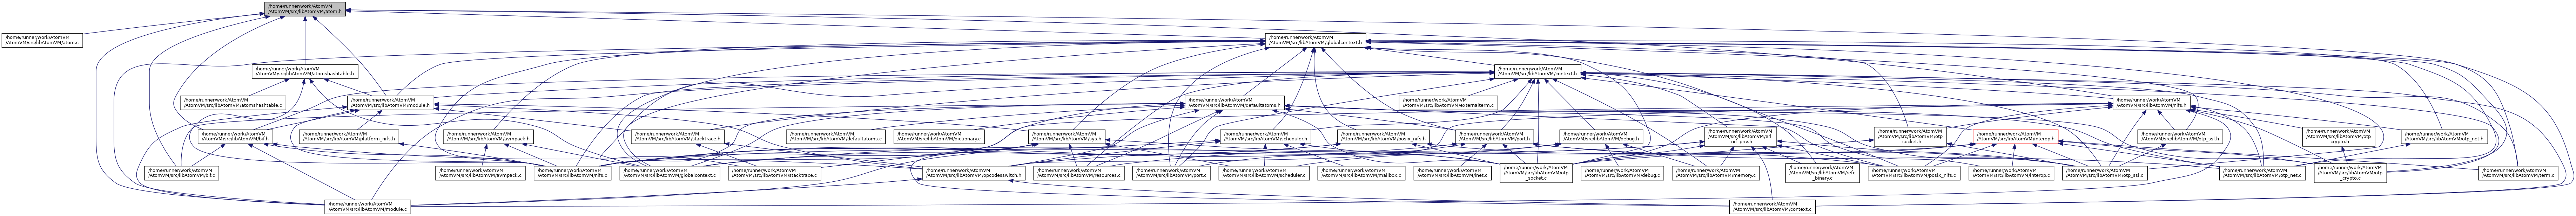 /home/runner/work/AtomVM
/AtomVM/src/libAtomVM/atom.h
/home/runner/work/AtomVM
/AtomVM/src/libAtomVM/atom.c
/home/runner/work/AtomVM
/AtomVM/src/libAtomVM/globalcontext.h
/home/runner/work/AtomVM
/AtomVM/src/libAtomVM/atomshashtable.h
/home/runner/work/AtomVM
/AtomVM/src/libAtomVM/context.h
/home/runner/work/AtomVM
/AtomVM/src/libAtomVM/atomshashtable.c
/home/runner/work/AtomVM
/AtomVM/src/libAtomVM/module.h
/home/runner/work/AtomVM
/AtomVM/src/libAtomVM/defaultatoms.h
/home/runner/work/AtomVM
/AtomVM/src/libAtomVM/externalterm.c
/home/runner/work/AtomVM
/AtomVM/src/libAtomVM/nifs.h
/home/runner/work/AtomVM
/AtomVM/src/libAtomVM/bif.h
/home/runner/work/AtomVM
/AtomVM/src/libAtomVM/platform_nifs.h
/home/runner/work/AtomVM
/AtomVM/src/libAtomVM/avmpack.h
/home/runner/work/AtomVM
/AtomVM/src/libAtomVM/stacktrace.h
/home/runner/work/AtomVM
/AtomVM/src/libAtomVM/defaultatoms.c
/home/runner/work/AtomVM
/AtomVM/src/libAtomVM/dictionary.c
/home/runner/work/AtomVM
/AtomVM/src/libAtomVM/sys.h
/home/runner/work/AtomVM
/AtomVM/src/libAtomVM/scheduler.h
/home/runner/work/AtomVM
/AtomVM/src/libAtomVM/posix_nifs.h
/home/runner/work/AtomVM
/AtomVM/src/libAtomVM/port.h
/home/runner/work/AtomVM
/AtomVM/src/libAtomVM/debug.h
/home/runner/work/AtomVM
/AtomVM/src/libAtomVM/erl
_nif_priv.h
/home/runner/work/AtomVM
/AtomVM/src/libAtomVM/otp
_socket.h
/home/runner/work/AtomVM
/AtomVM/src/libAtomVM/interop.h
/home/runner/work/AtomVM
/AtomVM/src/libAtomVM/otp_ssl.h
/home/runner/work/AtomVM
/AtomVM/src/libAtomVM/otp
_crypto.h
/home/runner/work/AtomVM
/AtomVM/src/libAtomVM/otp_net.h
/home/runner/work/AtomVM
/AtomVM/src/libAtomVM/bif.c
/home/runner/work/AtomVM
/AtomVM/src/libAtomVM/avmpack.c
/home/runner/work/AtomVM
/AtomVM/src/libAtomVM/nifs.c
/home/runner/work/AtomVM
/AtomVM/src/libAtomVM/globalcontext.c
/home/runner/work/AtomVM
/AtomVM/src/libAtomVM/stacktrace.c
/home/runner/work/AtomVM
/AtomVM/src/libAtomVM/opcodesswitch.h
/home/runner/work/AtomVM
/AtomVM/src/libAtomVM/resources.c
/home/runner/work/AtomVM
/AtomVM/src/libAtomVM/port.c
/home/runner/work/AtomVM
/AtomVM/src/libAtomVM/scheduler.c
/home/runner/work/AtomVM
/AtomVM/src/libAtomVM/mailbox.c
/home/runner/work/AtomVM
/AtomVM/src/libAtomVM/inet.c
/home/runner/work/AtomVM
/AtomVM/src/libAtomVM/otp
_socket.c
/home/runner/work/AtomVM
/AtomVM/src/libAtomVM/debug.c
/home/runner/work/AtomVM
/AtomVM/src/libAtomVM/memory.c
/home/runner/work/AtomVM
/AtomVM/src/libAtomVM/refc
_binary.c
/home/runner/work/AtomVM
/AtomVM/src/libAtomVM/posix_nifs.c
/home/runner/work/AtomVM
/AtomVM/src/libAtomVM/interop.c
/home/runner/work/AtomVM
/AtomVM/src/libAtomVM/otp_ssl.c
/home/runner/work/AtomVM
/AtomVM/src/libAtomVM/otp_net.c
/home/runner/work/AtomVM
/AtomVM/src/libAtomVM/otp
_crypto.c
/home/runner/work/AtomVM
/AtomVM/src/libAtomVM/term.c
/home/runner/work/AtomVM
/AtomVM/src/libAtomVM/module.c
/home/runner/work/AtomVM
/AtomVM/src/libAtomVM/context.c